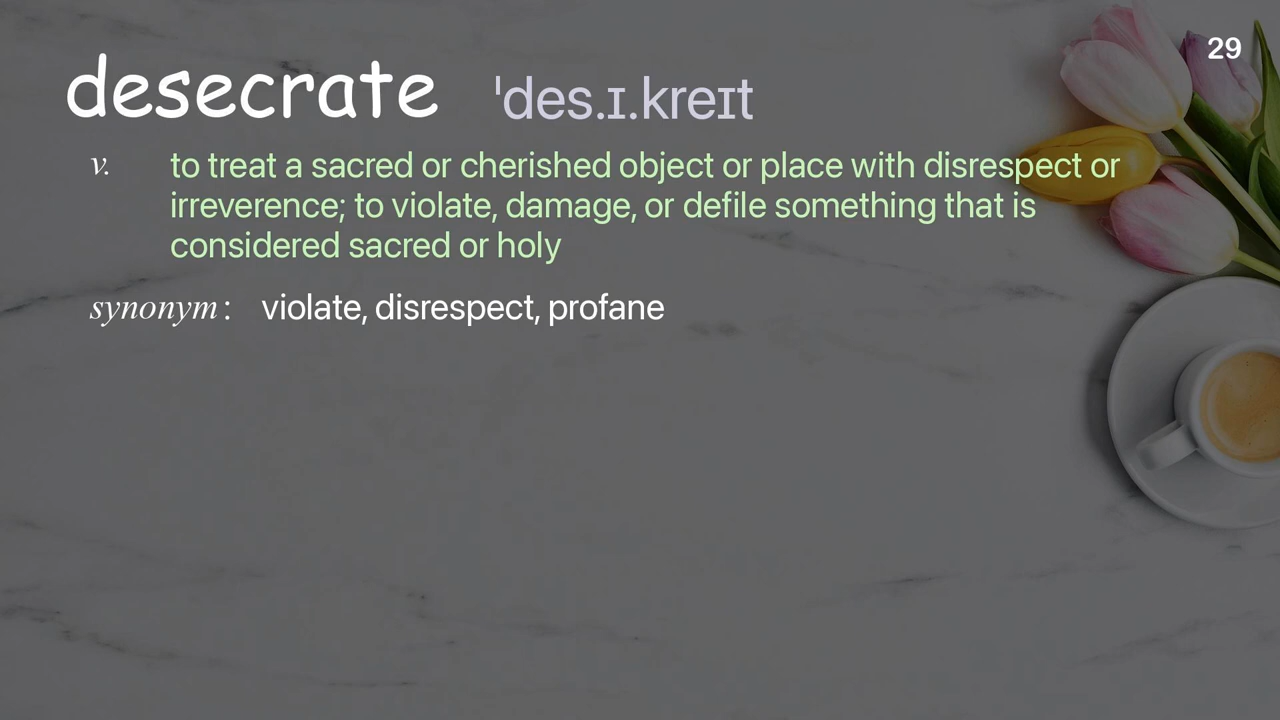 29
desecrate ˈdes.ɪ.kreɪt
v. to treat a sacred or cherished object or place with disrespect or
irreverence; to violate, damage, or defile something that is
considered sacred or holy
synonym: violate, disrespect, profane